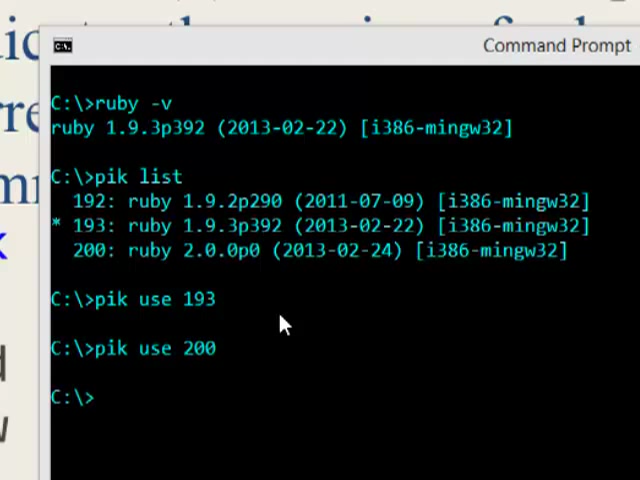 Command Prompt
C:\>ruby -v
ruby 1.9.3p392 (2013-02-22) [i386-mingw32]
C:\>pik list
192: ruby 1.9.2p290 (2011-07-09) [i386-mingw32]
* 193: ruby 1.9.3p392 (2013-02-22) [i386-mingw32]
200: ruby 2.0.0p0 (2013-02-24) [i386-mingw32]
C:\>pik use 193
C:\>pik use 200
C:\>